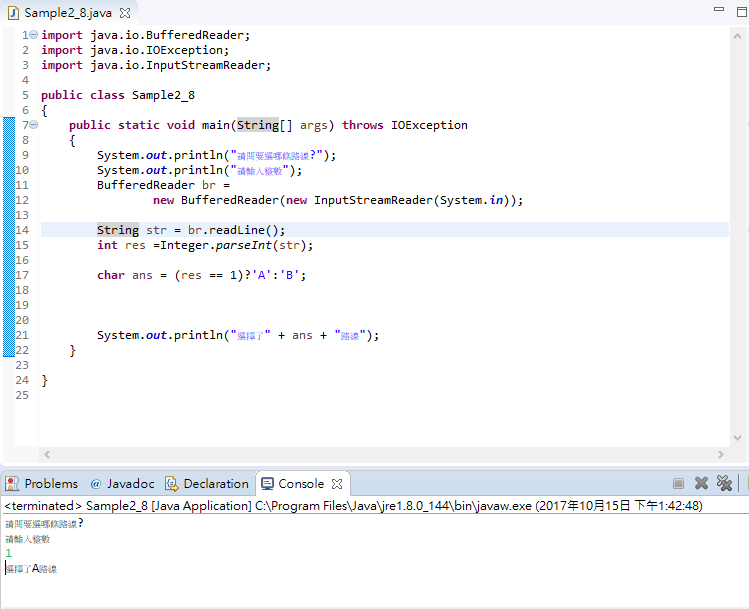 Sample2_8.java
1 import java.io.BufferedReader;
2 import java.io.IOException;
3 import java.io.InputStreamReader;
4
5 public class Sample2_8
6 {
7 public static void main(String[] args) throws IOException
8 {
9 System.out.println("請問要選哪條路線?");
10 System.out.println("請輸入整數");
11 BufferedReader br =
12 new BufferedReader(new InputStreamReader(System.in));
13
14 String str = br.readLine();
15 int res =Integer.parseInt(str);
16
17 char ans = (res == 1)?'A':'B';
18
19
20
21 System.out.println("選擇了" + ans + "路線");
22 }
23
24 }
25
Problems @ Javadoc Declaration Console
<terminated> Sample2_8 [Java Application] C:\Program Files\Java\jre1.8.0_144\bin\javaw.exe (2017年10月15日 下午1:42:48)
請問要選哪條路線?
請輸入整數
1
選擇了A路線